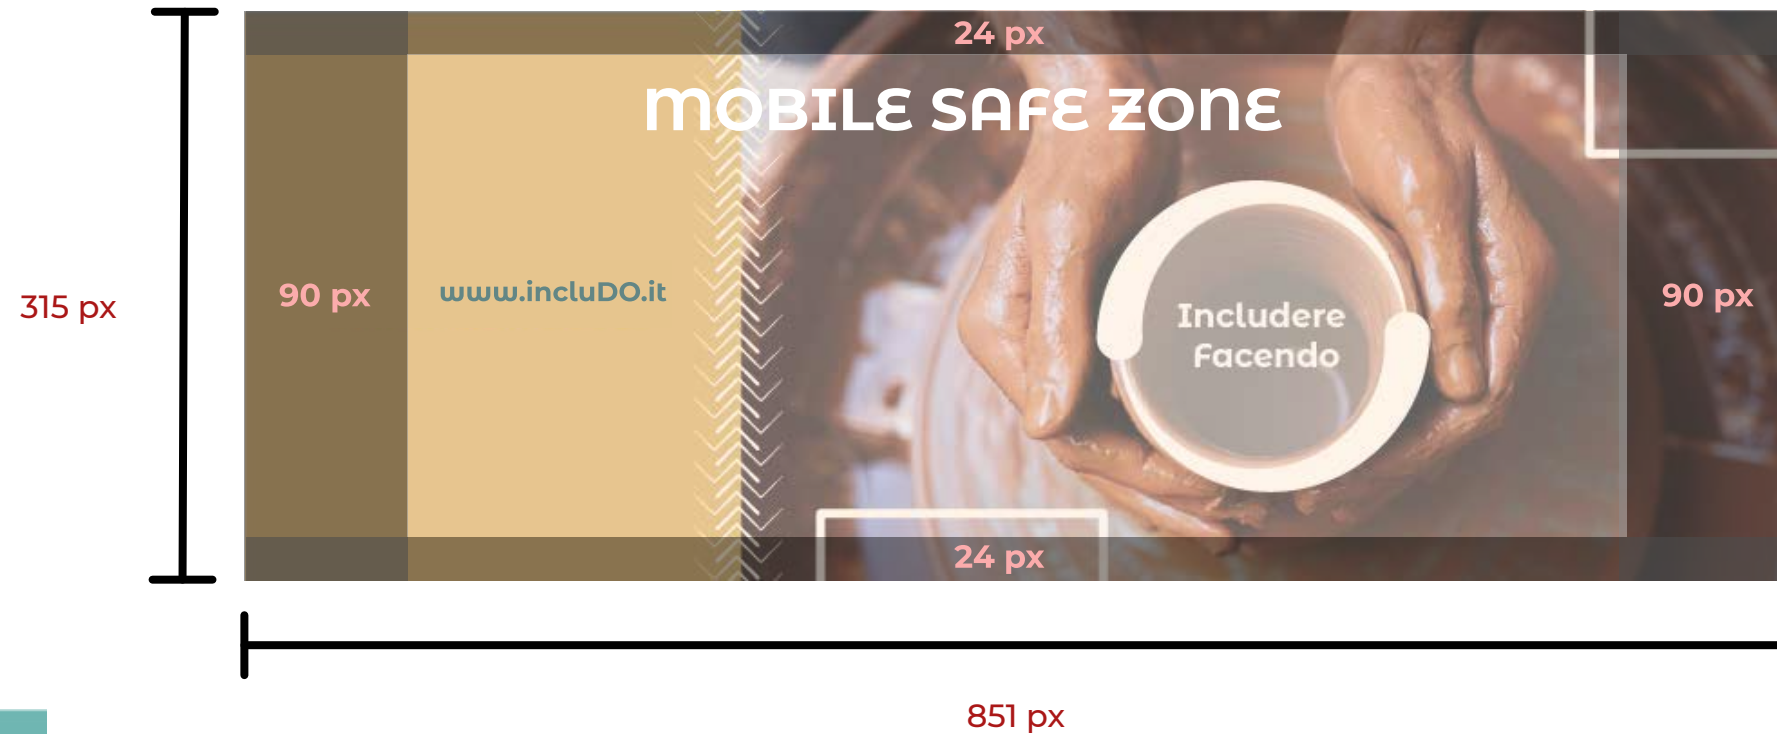 24 px
MOBILE SAFE ZONE
315 px
90 px
www.incluDO.it
90 px
Includere
Facendo
24 px
851 px